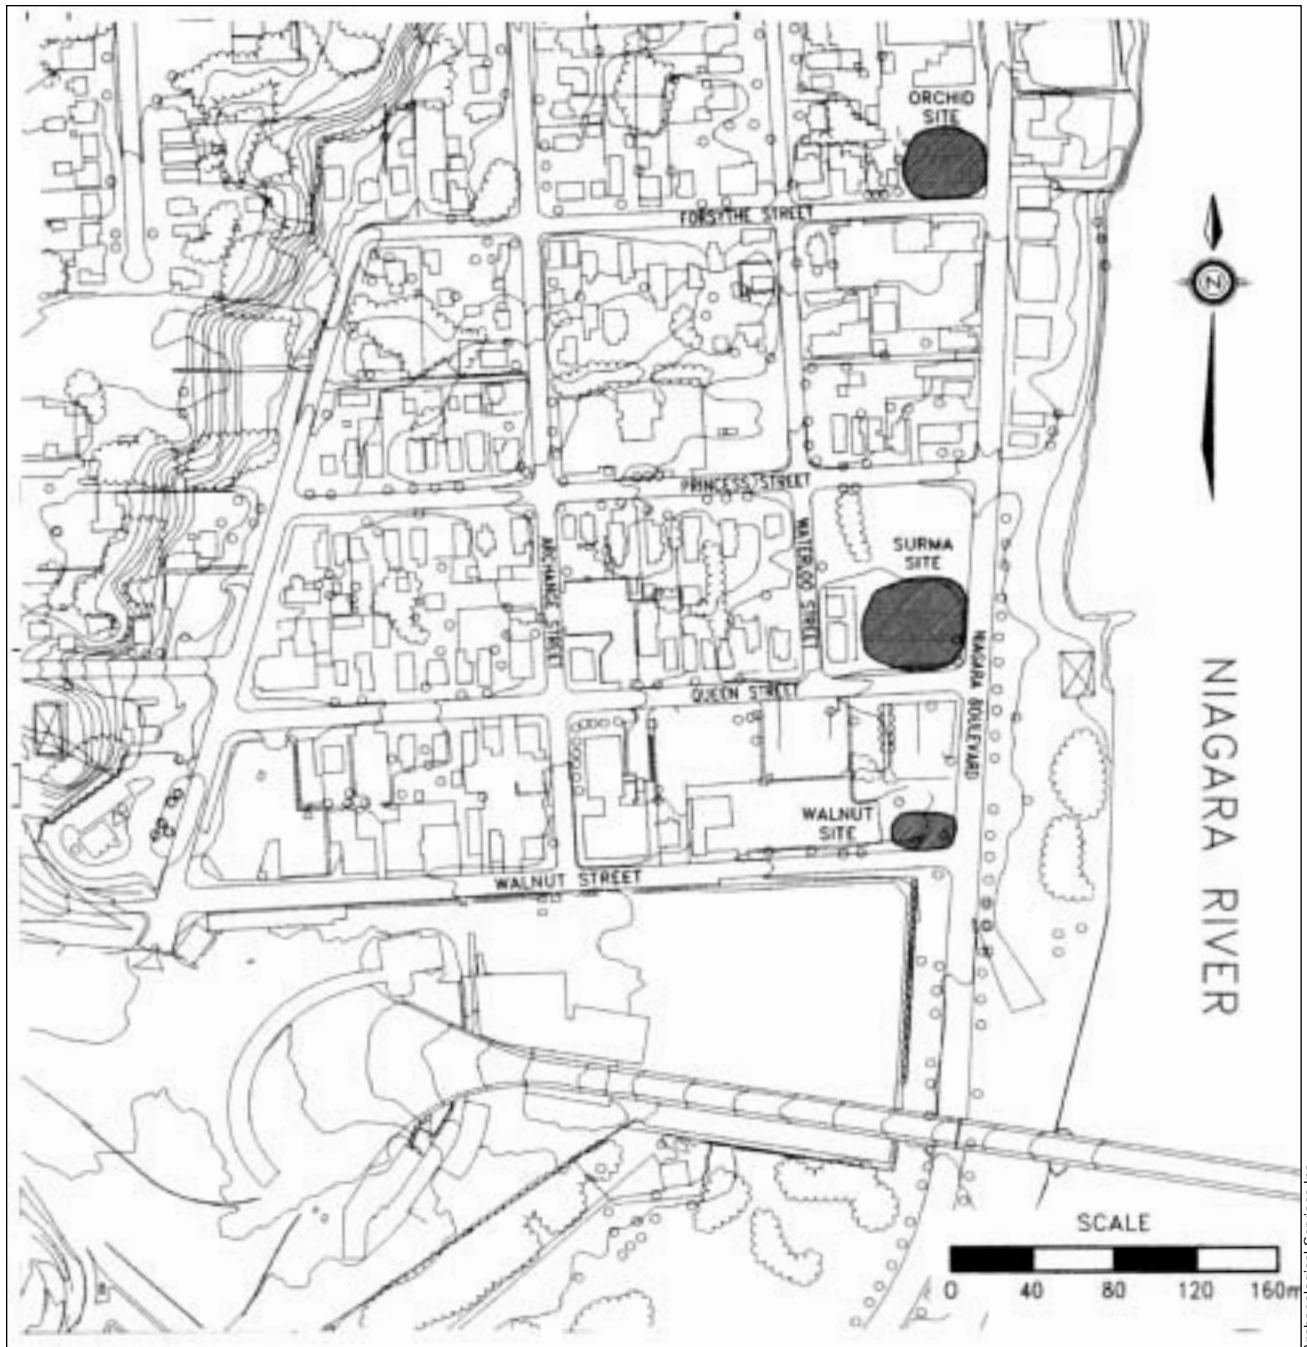 ORCHID
SITE
FORSYTHE STREET
PRINCESS STREET
WATERLOO STREET
ARCHANGE STREET
SURMA
SITE
NIAGARA BOULEVARD
QUEEN STREET
WALNUT
SITE
WALNUT STREET
N
NIAGARA RIVER
SCALE
0 40 80 120 160m